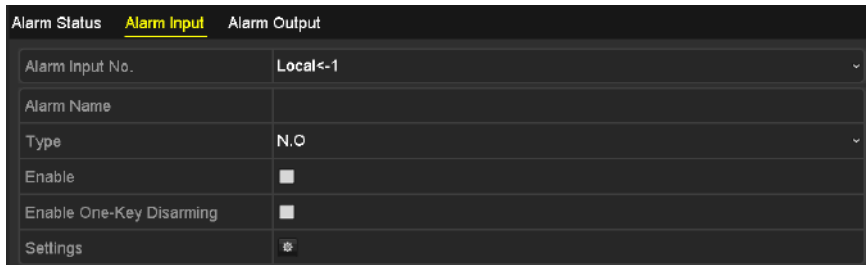 Alarm Status Alarm Input Alarm Output
Alarm Input No. Local<-1
Alarm Name
Type N.O
Enable
Enable One-Key Disarming
Settings